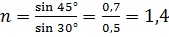 n = sin 45° / sin 30° = 0,7 / 0,5 = 1,4